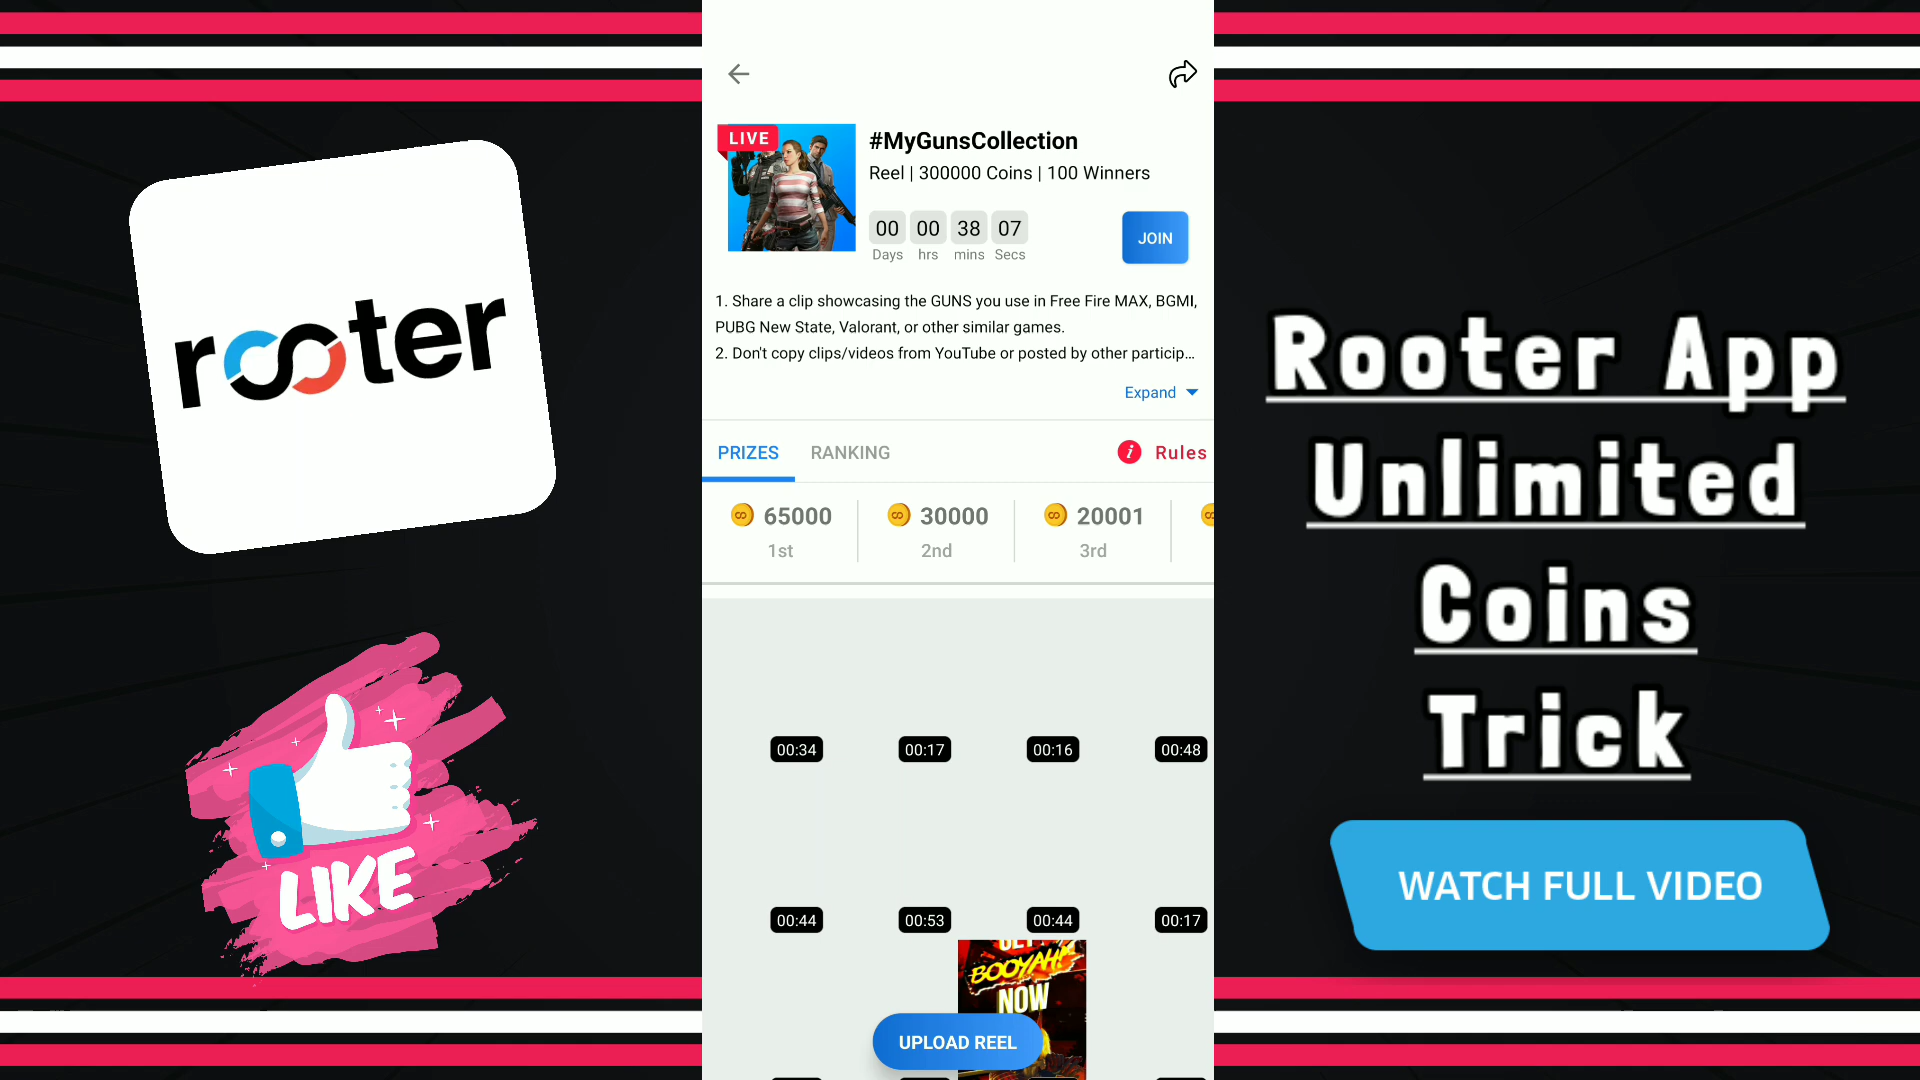 rooter
LIKE
LIVE
#MyGunsCollection
Reel | 300000 Coins | 100 Winners
00 00 38 07
Days hrs mins Secs
JOIN
1. Share a clip showcasing the GUNS you use in Free Fire MAX, BGMI,
PUBG New State, Valorant, or other similar games.
2. Don't copy clips/videos from YouTube or posted by other particip...
Expand
PRIZES RANKING Rules
65000 30000 20001
1st 2nd 3rd
00:34 00:17 00:16 00:48
00:44 00:53 00:44 00:17
BOOYAH!
NOW
UPLOAD REEL
Rooter App
Unlimited
Coins
Trick
WATCH FULL VIDEO